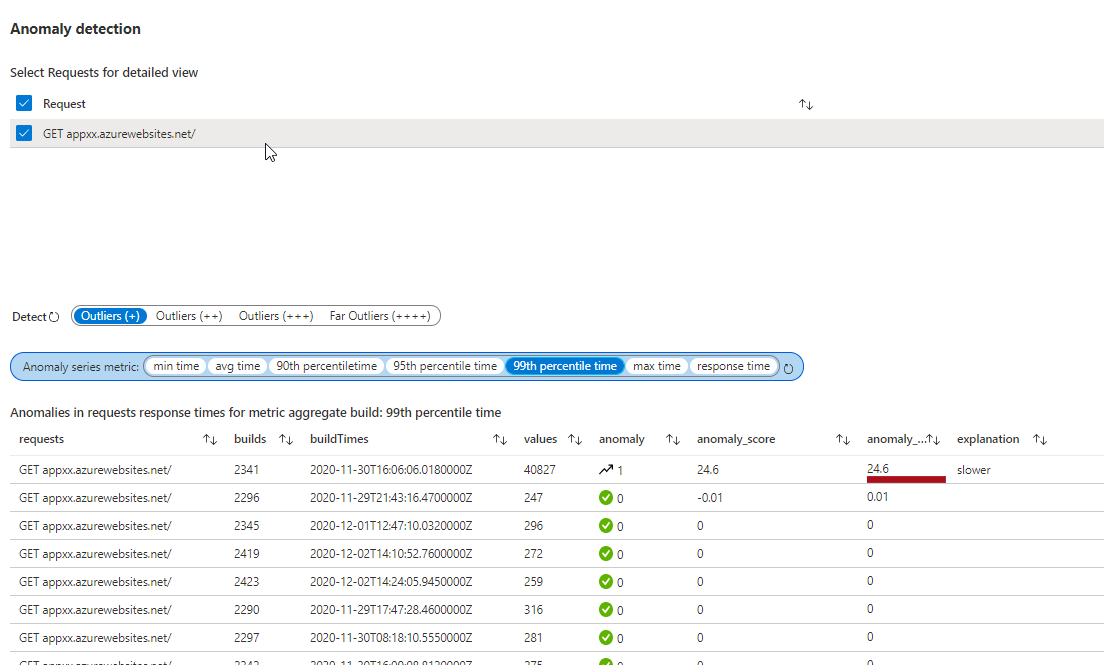 Anomaly detection
Select Requests for detailed view
Request
GET appxx.azurewebsites.net/
Detect Outliers (+) Outliers (++) Outliers (+++) Far Outliers (++++)
Anomaly series metric: min time avg time 90th percentiletime 95th percentile time 99th percentile time max time response time
Anomalies in requests response times for metric aggregate build: 99th percentile time
requests builds buildTimes values anomaly anomaly_score anomaly_... explanation
GET appxx.azurewebsites.net/ 2341 2020-11-30T16:06:06.0180000Z 40827 1 24.6 24.6 slower
GET appxx.azurewebsites.net/ 2296 2020-11-29T21:43:16.4700000Z 247 0 -0.01 0.01
GET appxx.azurewebsites.net/ 2345 2020-12-01T12:47:10.0320000Z 296 0 0 0
GET appxx.azurewebsites.net/ 2419 2020-12-02T14:10:52.7600000Z 272 0 0 0
GET appxx.azurewebsites.net/ 2423 2020-12-02T14:24:05.9450000Z 259 0 0 0
GET appxx.azurewebsites.net/ 2290 2020-11-29T17:47:28.4600000Z 316 0 0 0
GET appxx.azurewebsites.net/ 2297 2020-11-30T08:18:10.5550000Z 281 0 0 0
GET appxx.azurewebsites.net/